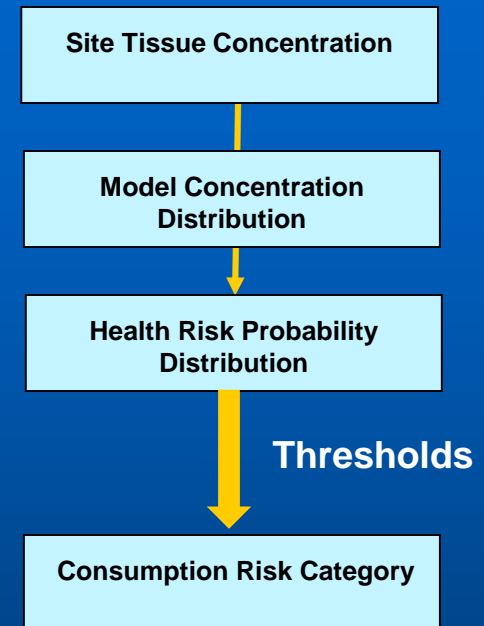 Site Tissue Concentration
Model Concentration
Distribution
Health Risk Probability
Distribution
Thresholds
Consumption Risk Category